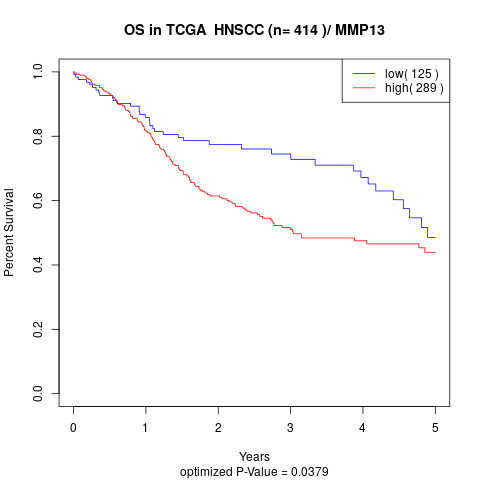 OS in TCGA  HNSCC (n= 414 )/ MMP13
low( 125 )
high( 289 )
Percent Survival
1.0
0.8
0.6
0.4
0.2
0.0
0 1 2 3 4 5
Years
optimized P-Value = 0.0379